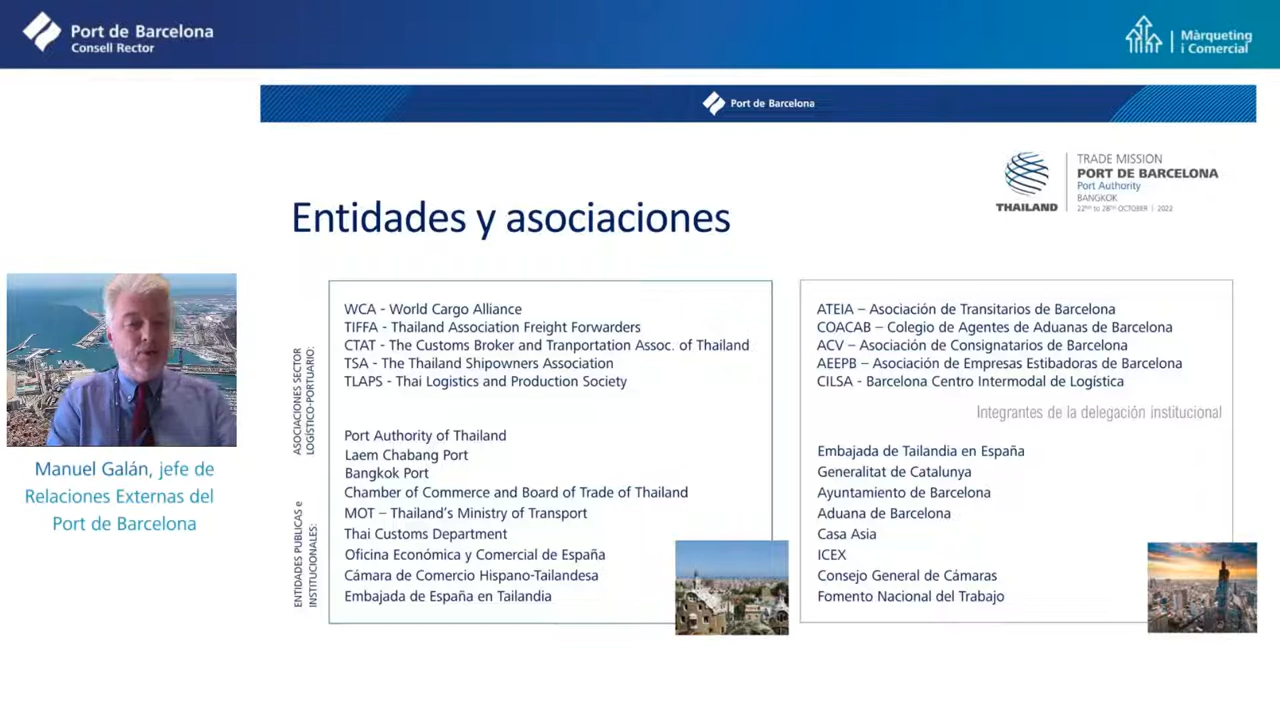 Port de Barcelona
Consell Rector
Màrqueting
i Comercial
Port de Barcelona
TRADE MISSION
PORT DE BARCELONA
Port Authority
BANGKOK
22ND to 28TH OCTOBER | 2022
THAILAND
Entidades y asociaciones
ASOCIACIONES SECTOR
LOGÍSTICO-PORTUARIO:
WCA - World Cargo Alliance
TIFFA - Thailand Association Freight Forwarders
CTAT - The Customs Broker and Tranportation Assoc. of Thailand
TSA - The Thailand Shipowners Association
TLAPS - Thai Logistics and Production Society
ENTIDADES PUBLICAS e
INSTITUCIONALES:
Port Authority of Thailand
Laem Chabang Port
Bangkok Port
Chamber of Commerce and Board of Trade of Thailand
MOT – Thailand's Ministry of Transport
Thai Customs Department
Oficina Económica y Comercial de España
Cámara de Comercio Hispano-Tailandesa
Embajada de España en Tailandia
ATEIA – Asociación de Transitarios de Barcelona
COACAB – Colegio de Agentes de Aduanas de Barcelona
ACV – Asociación de Consignatarios de Barcelona
AEEPB – Asociación de Empresas Estibadoras de Barcelona
CILSA - Barcelona Centro Intermodal de Logística
Integrantes de la delegación institucional
Embajada de Tailandia en España
Generalitat de Catalunya
Ayuntamiento de Barcelona
Aduana de Barcelona
Casa Asia
ICEX
Consejo General de Cámaras
Fomento Nacional del Trabajo
Manuel Galán, jefe de
Relaciones Externas del
Port de Barcelona